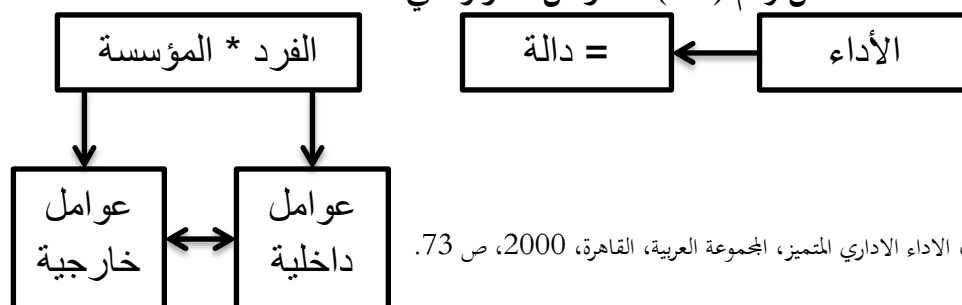 الأداء
= دالة
الفرد * المؤسسة
عوامل
داخلية
عوامل
خارجية
الاداء الاداري المتميز، المجموعة العربية، القاهرة، 2000، ص 73.